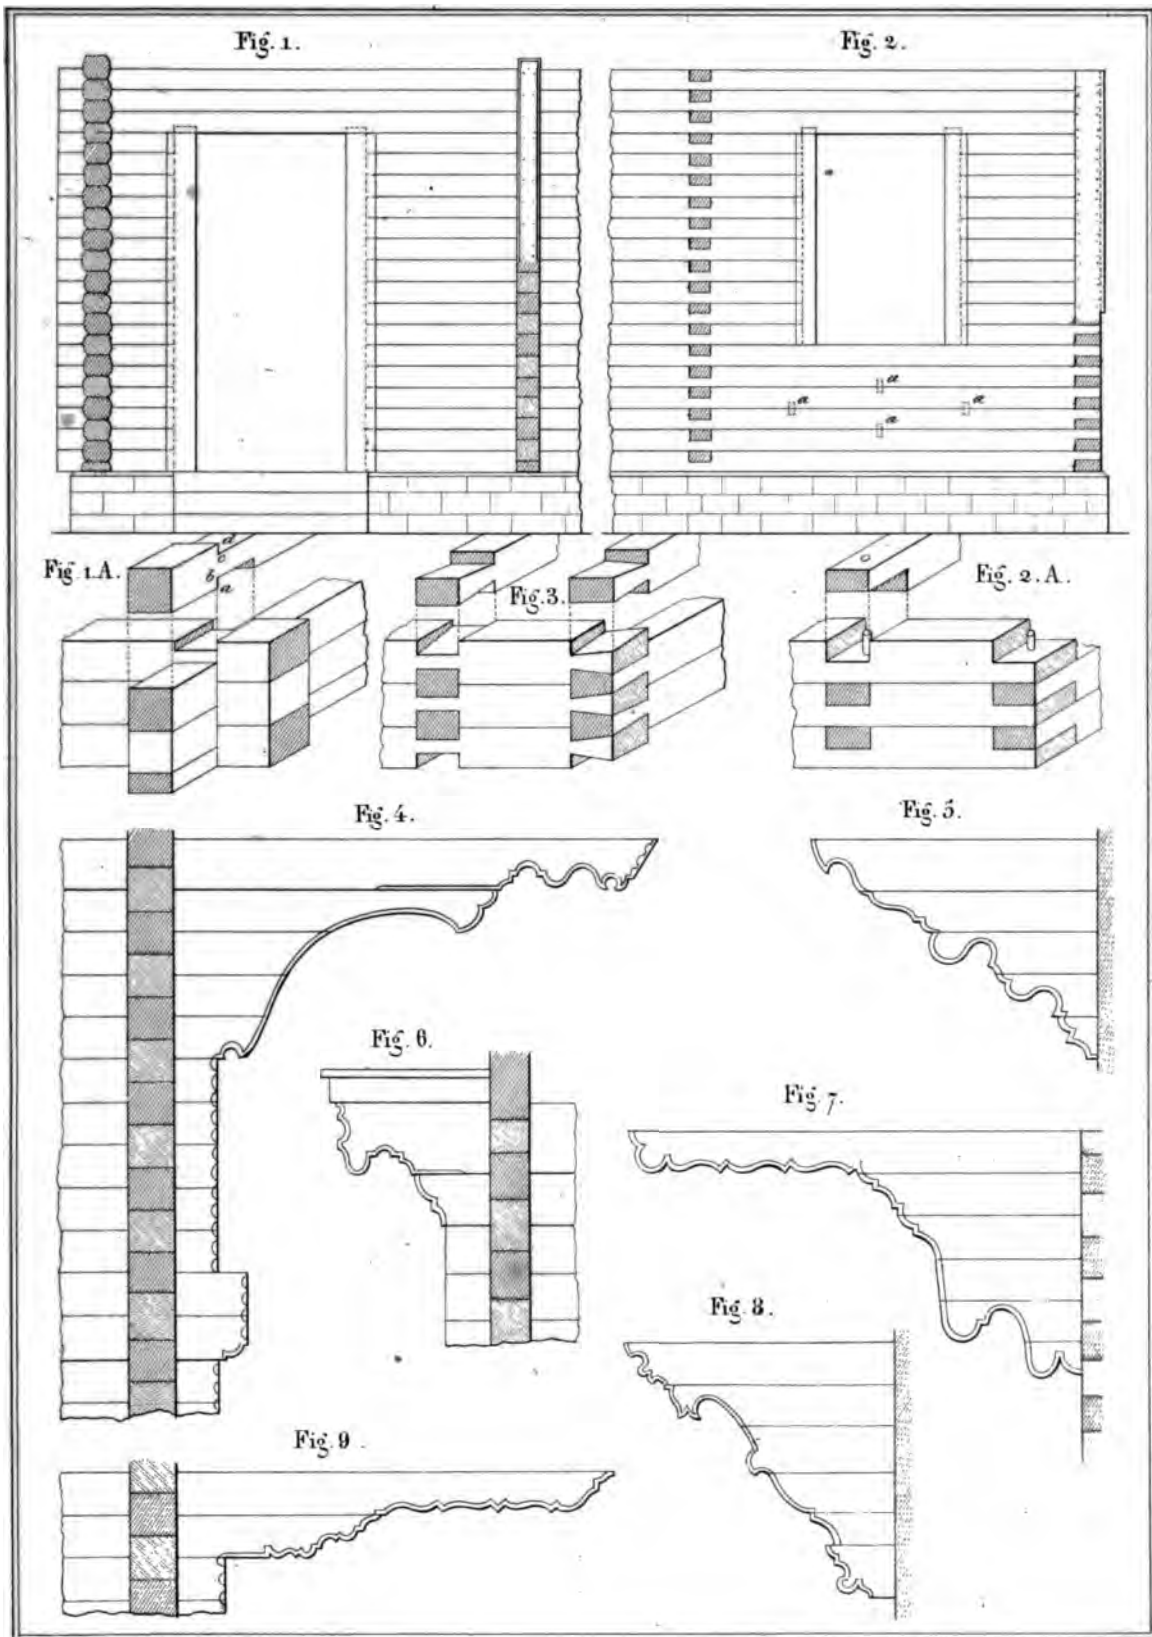 Fig. 1.
Fig. 2.
a
a
a
a
Fig. 1. A.
d
c
b
a
Fig. 3.
Fig. 2. A.
Fig. 4.
Fig. 5.
Fig. 6.
Fig. 7.
Fig. 8.
Fig. 9.